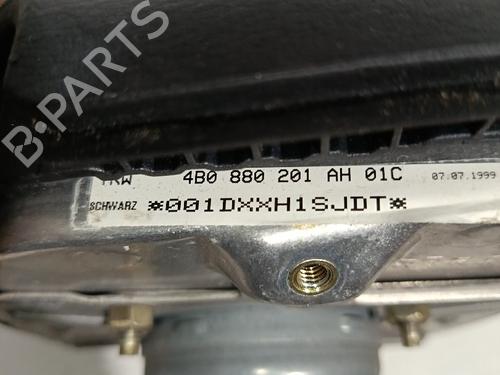 B-PARTS
TRW 4B0 880 201 AH 01C 07.07.1999
SCHWARZ *001DXXH1SJDT*